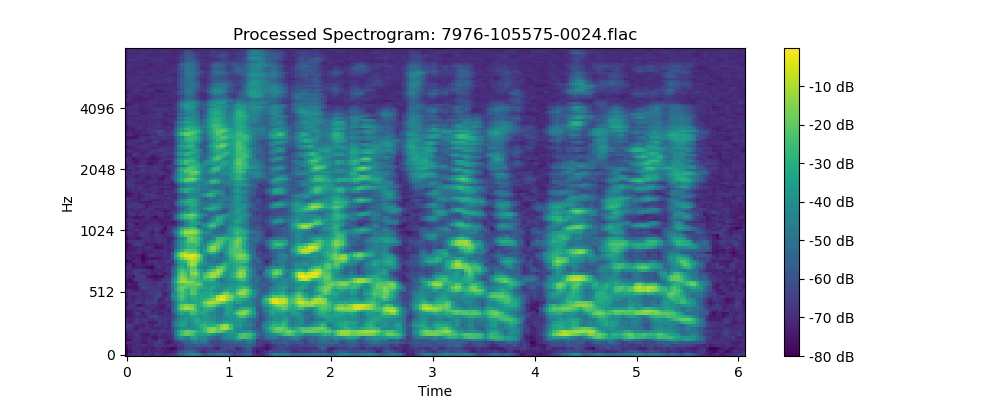 Processed Spectrogram: 7976-105575-0024.flac
Hz
4096
2048
1024
512
0
0 1 2 3 4 5 6
Time
-10 dB
-20 dB
-30 dB
-40 dB
-50 dB
-60 dB
-70 dB
-80 dB